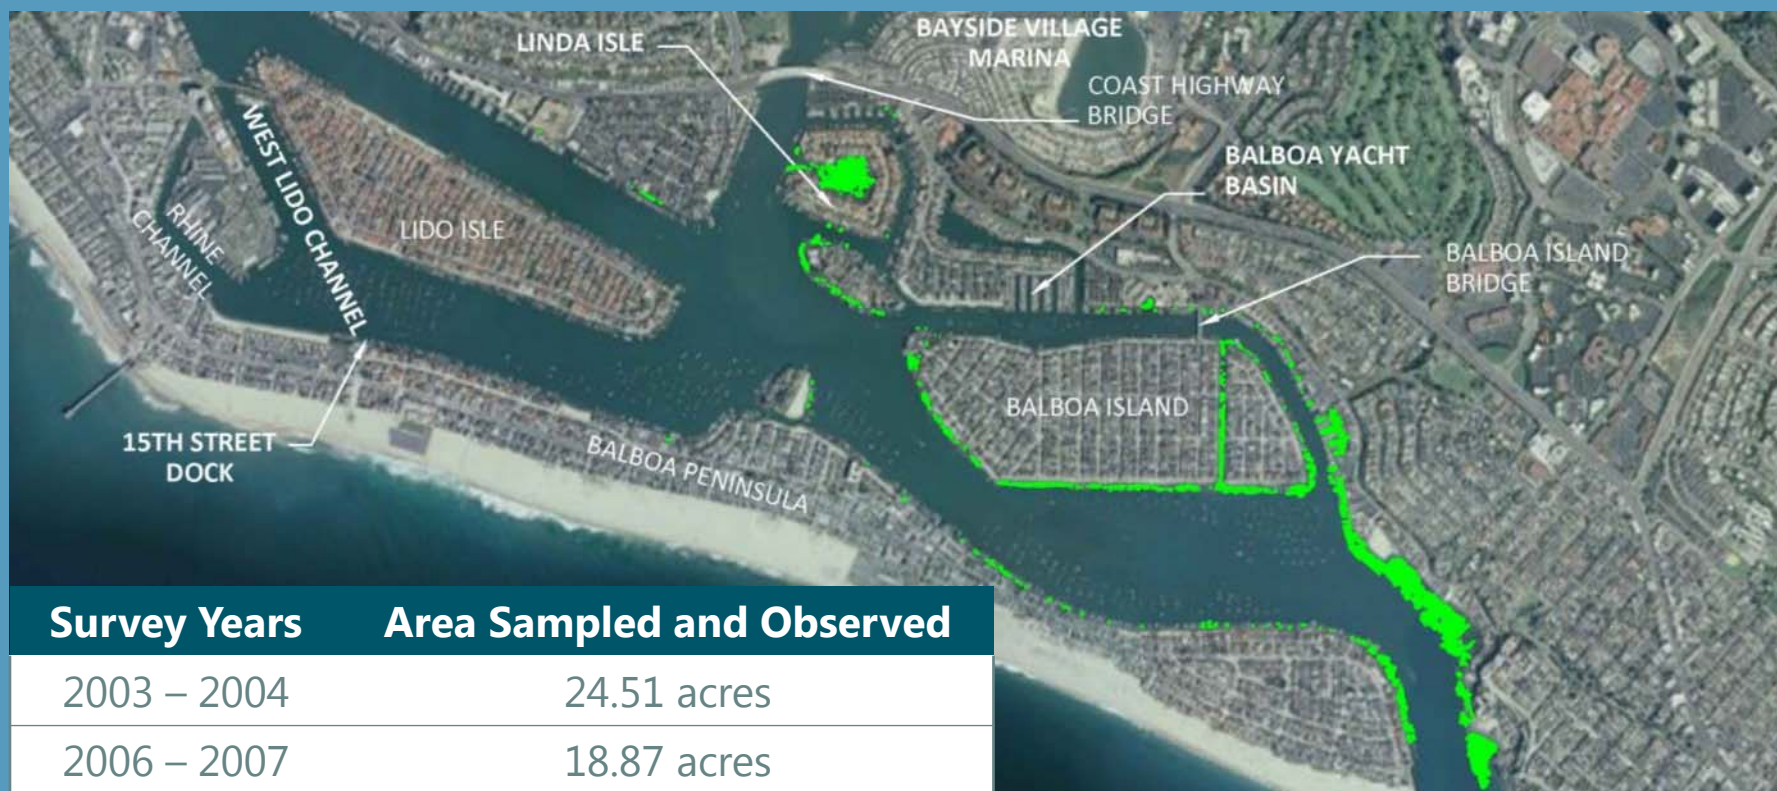 LINDA ISLE
BAYSIDE VILLAGE
MARINA
COAST HIGHWAY
BRIDGE
BALBOA YACHT
BASIN
WEST LIDO CHANNEL
RHINE
CHANNEL
LIDO ISLE
BALBOA ISLAND
BRIDGE
BALBOA ISLAND
15TH STREET
DOCK
BALBOA PENINSULA
Survey Years Area Sampled and Observed
2003 – 2004 24.51 acres
2006 – 2007 18.87 acres